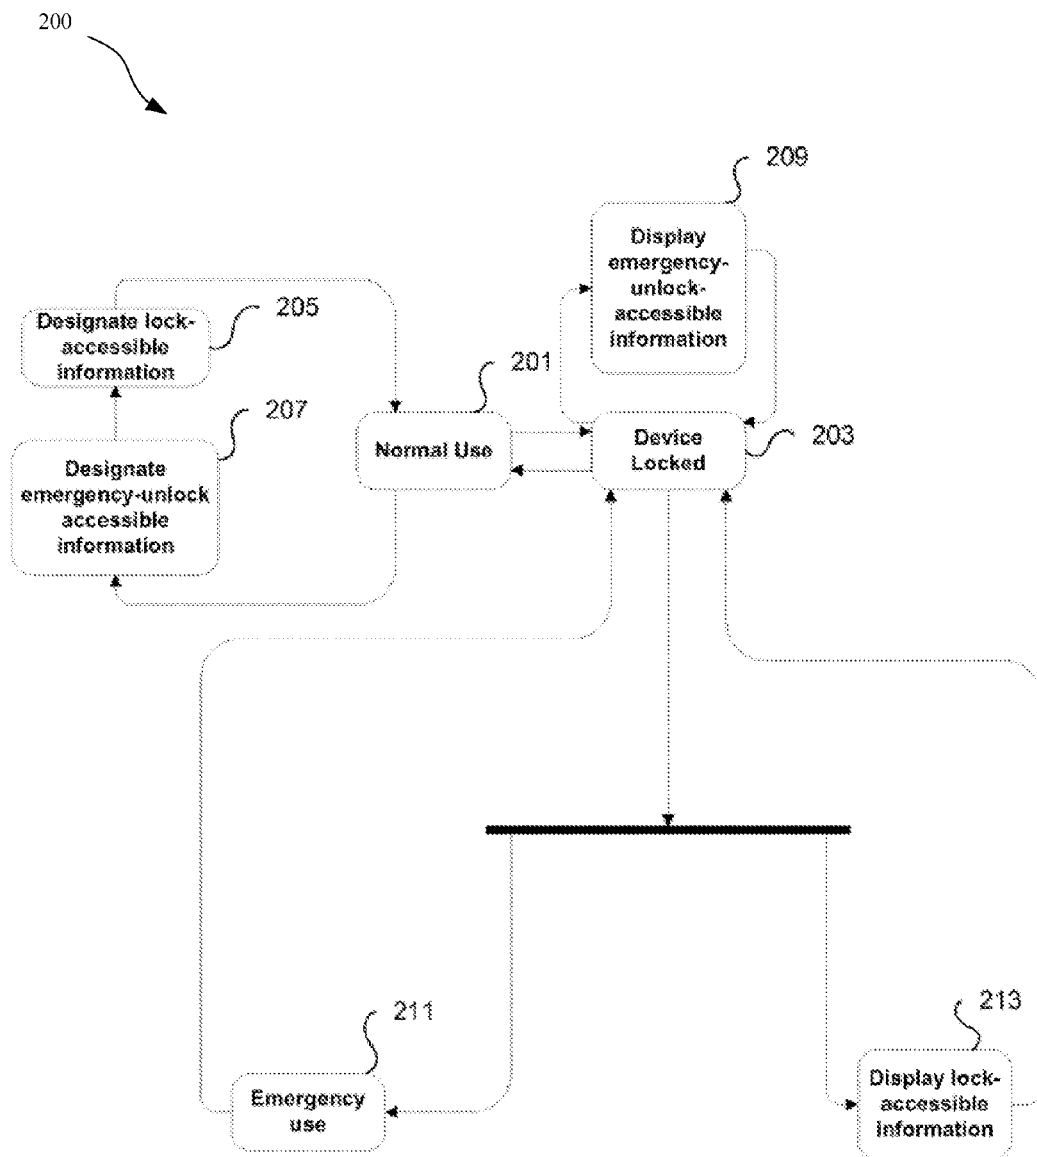 200
209
Display
emergency-
unlock-
accessible
information
205
Designate lock-
accessible
information
201
207
Normal Use
Device
Locked
203
Designate
emergency-unlock
accessible
information
211
213
Emergency
use
Display lock-
accessible
information